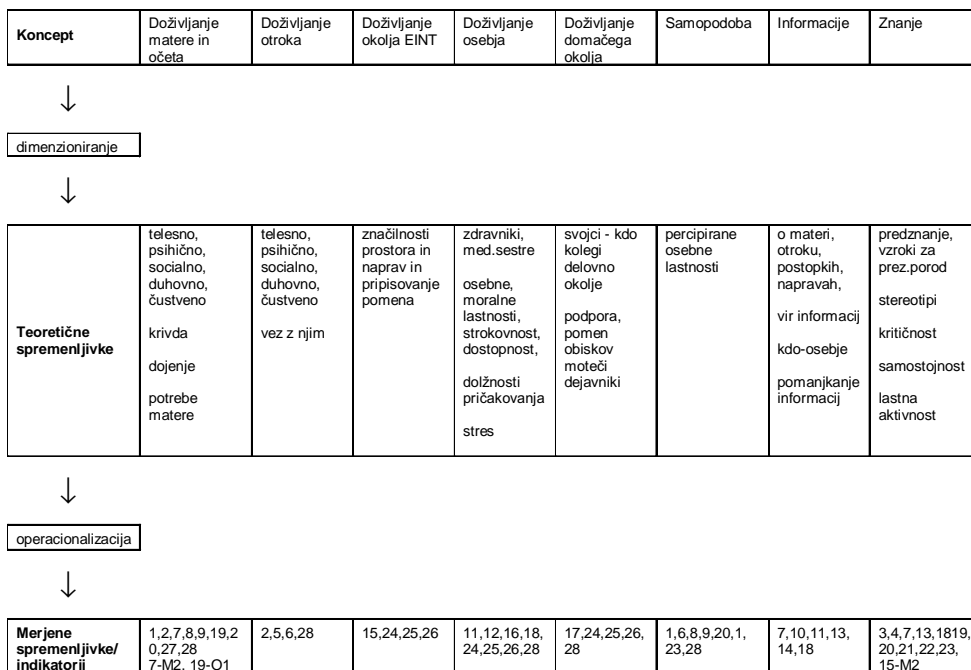 Koncept
Doživljanje
matere in
očeta
Doživljanje
otroka
Doživljanje
okolja EINT
Doživljanje
osebja
Doživljanje
domačega
okolja
Samopodoba
Informacije
Znanje
↓
dimenzioniranje
↓
Teoretične
spremenljivke
telesno,
psihično,
socialno,
duhovno,
čustveno
krivda
dojenje
potrebe
matere
telesno,
psihično,
socialno,
duhovno,
čustveno
vez z njim
značilnosti
prostora in
naprav in
pripisovanje
pomena
zdravniki,
med.sestre
osebne,
moralne
lastnosti,
strokovnost,
dostopnost,
dolžnosti
pričakovanja
stres
svojci - kdo
kolegi
delovno
okolje
podpora,
pomen
obiskov
moteči
dejavniki
percipirane
osebne
lastnosti
o materi,
otroku,
postopkih,
napravah,
vir informacij
kdo-osebje
pomanjkanje
informacij
predznanje,
vzroki za
prez.porod
stereotipi
kritičnost
samostojnost
lastna
aktivnost
↓
operacionalizacija
↓
Merjene
spremenljivke/
indikatorji
1,2,7,8,9,19,2
0,27,28
7-M2, 19-O1
2,5,6,28
15,24,25,26
11,12,16,18,
24,25,26,28
17,24,25,26,
28
1,6,8,9,20,1,
23,28
7,10,11,13,
14,18
3,4,7,13,1819,
20,21,22,23,
15-M2